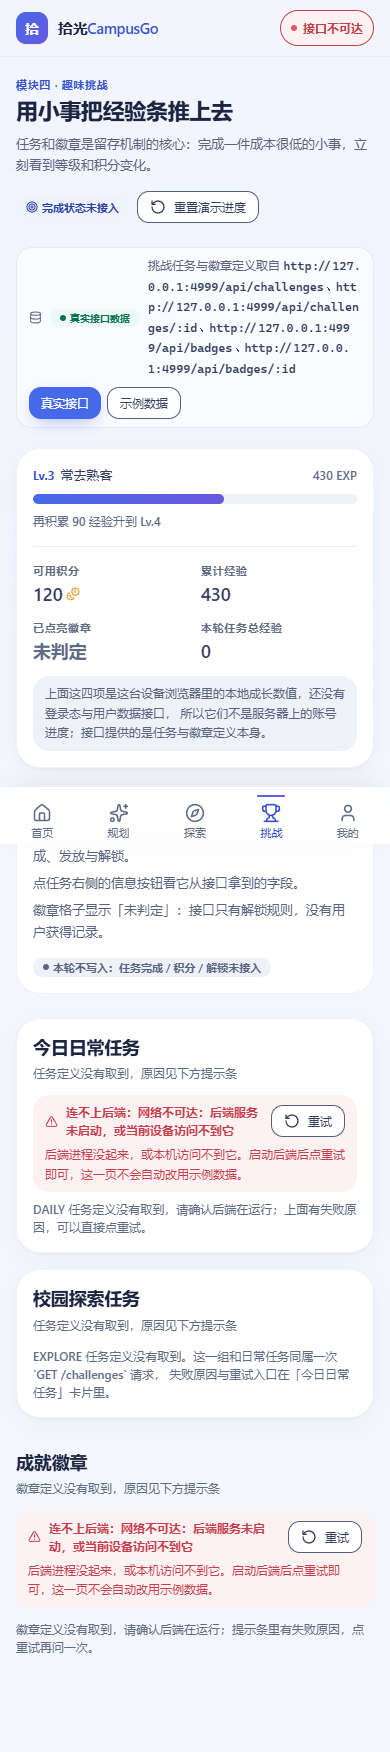 拾 拾光CampusGo 接口不可达
模块四 · 趣味挑战
用小事把经验条推上去
任务和徽章是留存机制的核心：完成一件成本很低的小事，立
刻看到等级和积分变化。
完成状态未接入 重置演示进度
真实接口数据
挑战任务与徽章定义取自 http://127.
0.0.1:4999/api/challenges、htt
p://127.0.0.1:4999/api/challen
ges/:id、http://127.0.0.1:499
9/api/badges、http://127.0.0.
1:4999/api/badges/:id
真实接口 示例数据
Lv.3 常去熟客 430 EXP
再积累 90 经验升到 Lv.4
可用积分 累计经验
120 430
已点亮徽章 本轮任务总经验
未判定 0
上面这四项是这台设备浏览器里的本地成长数值，还没有
登录态与用户数据接口， 所以它们不是服务器上的账号
进度；接口提供的是任务与徽章定义本身。
首页 规划 探索 挑战 我的
成、发放与解锁。
点任务右侧的信息按钮看它从接口拿到的字段。
徽章格子显示「未判定」：接口只有解锁规则，没有用
户获得记录。
本轮不写入：任务完成 / 积分 / 解锁未接入
今日日常任务
任务定义没有取到，原因见下方提示条
连不上后端：网络不可达：后端服务
未启动，或当前设备访问不到它
重试
后端进程没起来，或本机访问不到它。启动后端后点重试
即可，这一页不会自动改用示例数据。
DAILY 任务定义没有取到，请确认后端在运行；上面有失败原
因，可以直接点重试。
校园探索任务
任务定义没有取到，原因见下方提示条
EXPLORE 任务定义没有取到。这一组和日常任务同属一次
`GET /challenges` 请求， 失败原因与重试入口在「今日日常
任务」卡片里。
成就徽章
徽章定义没有取到，原因见下方提示条
连不上后端：网络不可达：后端服务未启
动，或当前设备访问不到它
重试
后端进程没起来，或本机访问不到它。启动后端后点重试即
可，这一页不会自动改用示例数据。
徽章定义没有取到，请确认后端在运行；提示条里有失败原因，点
重试再问一次。